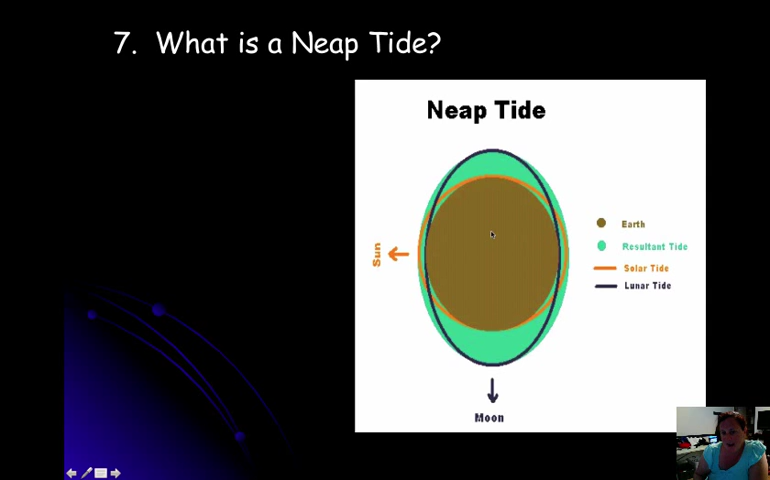 7. What is a Neap Tide?
Neap Tide
Sun
Earth
Resultant Tide
Solar Tide
Lunar Tide
Moon